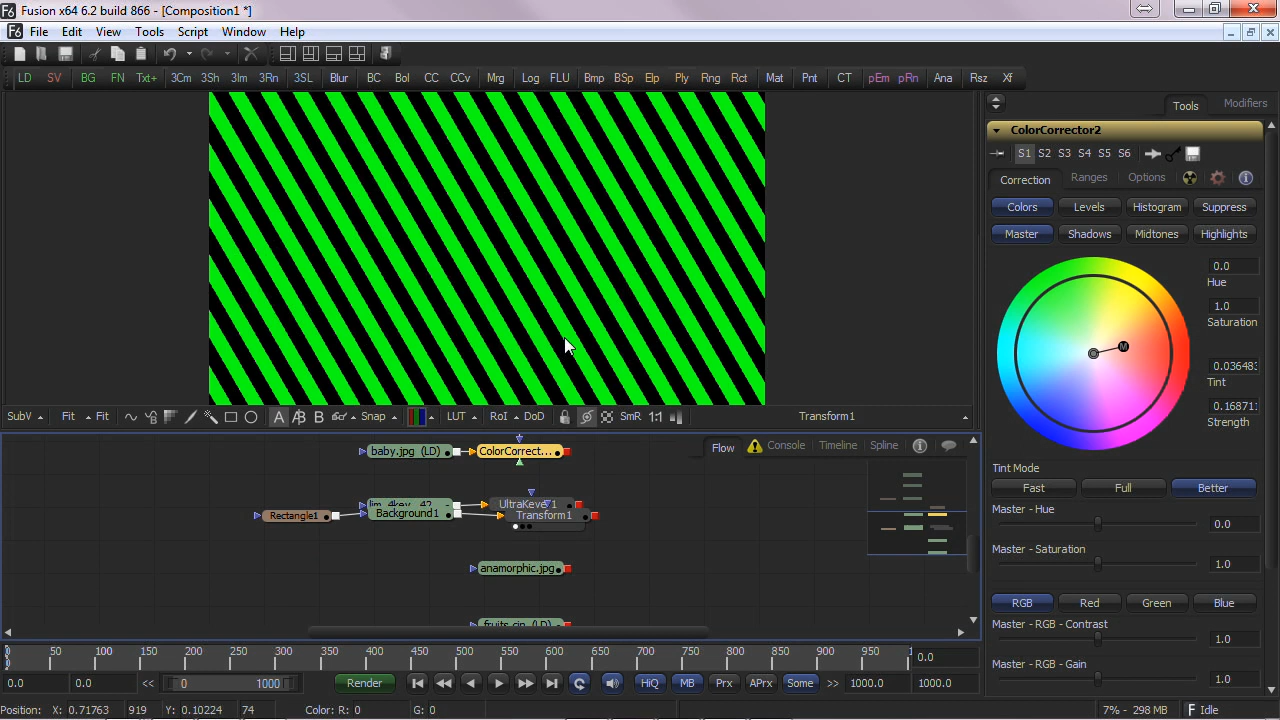 Fusion x64 6.2 build 866 - [Composition1 *]
File Edit View Tools Script Window Help
LD SV BG FN Txt+ 3Cm 3Sh 3Im 3Rn 3SL Blur BC Bol CC CCv Mrg Log FLU Bmp BSp Elp Ply Rng Rct Mat Pnt CT pEm pRn Ana Rsz Xf
Tools Modifiers
ColorCorrector2
S1 S2 S3 S4 S5 S6
Correction Ranges Options
Colors Levels Histogram Suppress
Master Shadows Midtones Highlights
0.0
Hue
1.0
Saturation
0.03648
Tint
0.16871
Strength
M
SubV Fit Fit A B Snap LUT RoI DoD SmR 1:1 Transform1
Flow Console Timeline Spline
baby.jpg (LD) ColorCorrect...
UltraKeyer1
Rectangle1 Background1 Transform1
anamorphic.jpg
fruits.cin (LD)
Tint Mode
Fast Full Better
Master - Hue
0.0
Master - Saturation
1.0
RGB Red Green Blue
Master - RGB - Contrast
1.0
Master - RGB - Gain
1.0
0 50 100 150 200 250 300 350 400 450 500 550 600 650 700 750 800 850 900 950 0.0
0.0 0.0 << 0 1000 Render HiQ MB Prx APrx Some >> 1000.0 1000.0
Position: X: 0.71763 919 Y: 0.10224 74 Color: R: 0 G: 0 7% - 298 MB Idle